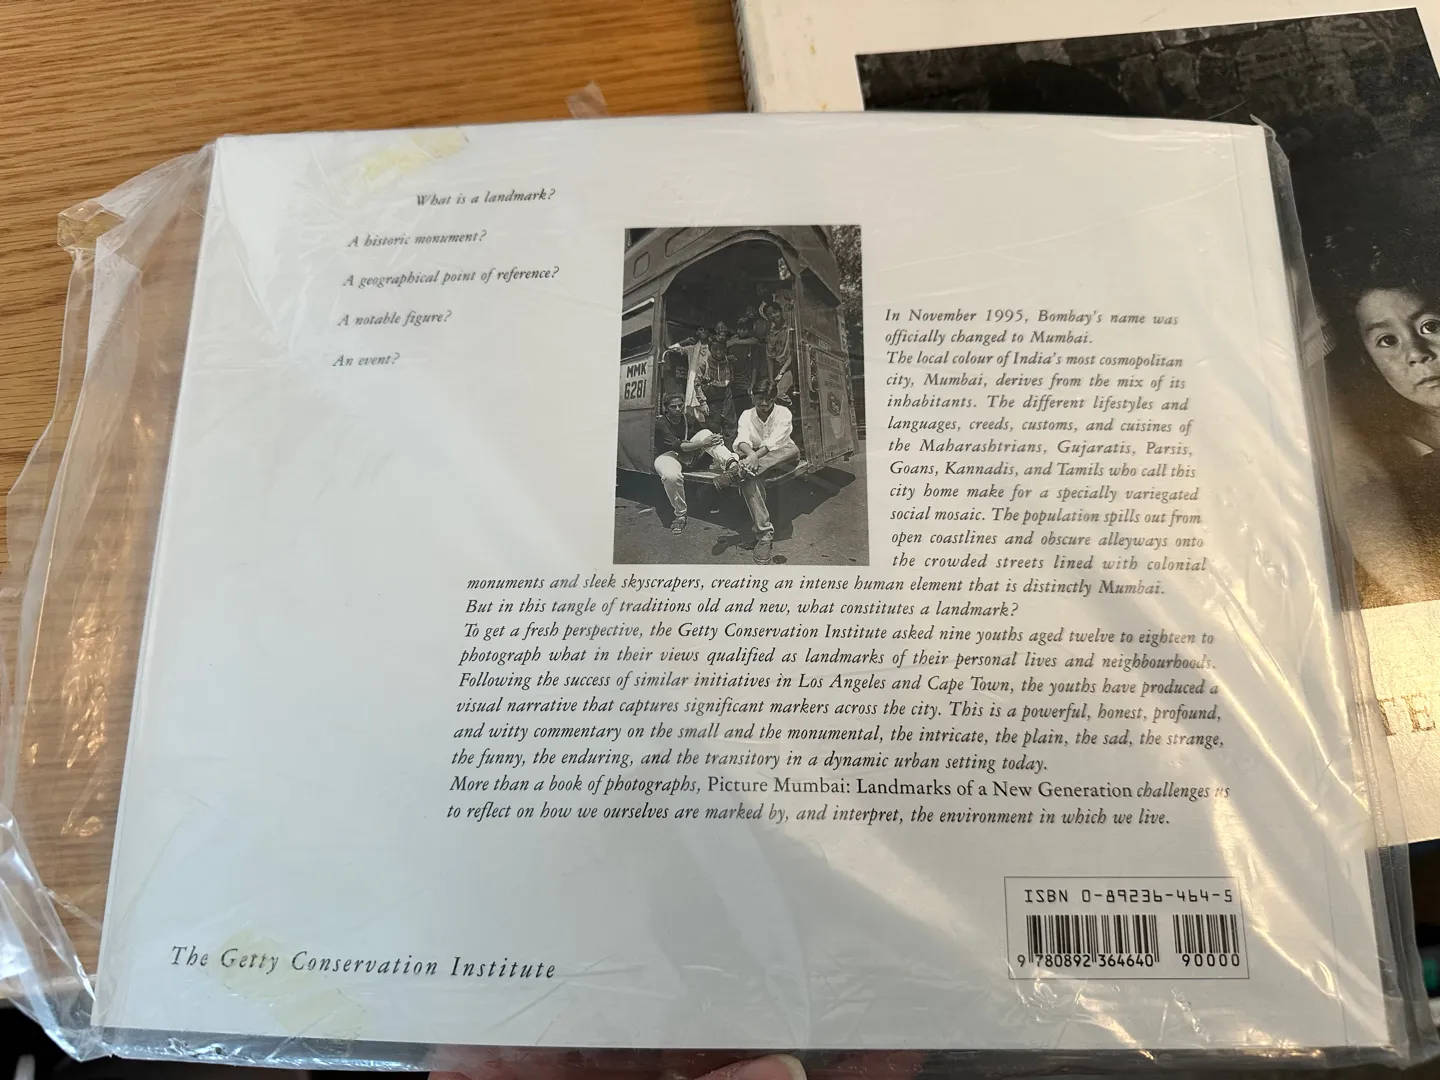 What is a landmark?
A historic monument?
A geographical point of reference?
A notable figure?
An event?
MMK
6281
In November 1995, Bombay's name was
officially changed to Mumbai.
The local colour of India's most cosmopolitan
city, Mumbai, derives from the mix of its
inhabitants. The different lifestyles and
languages, creeds, customs, and cuisines of
the Maharashtrians, Gujaratis, Parsis,
Goans, Kannadis, and Tamils who call this
city home make for a specially variegated
social mosaic. The population spills out from
open coastlines and obscure alleyways onto
the crowded streets lined with colonial
monuments and sleek skyscrapers, creating an intense human element that is distinctly Mumbai.
But in this tangle of traditions old and new, what constitutes a landmark?
To get a fresh perspective, the Getty Conservation Institute asked nine youths aged twelve to eighteen to
photograph what in their views qualified as landmarks of their personal lives and neighbourhoods.
Following the success of similar initiatives in Los Angeles and Cape Town, the youths have produced a
visual narrative that captures significant markers across the city. This is a powerful, honest, profound,
and witty commentary on the small and the monumental, the intricate, the plain, the sad, the strange,
the funny, the enduring, and the transitory in a dynamic urban setting today.
More than a book of photographs, Picture Mumbai: Landmarks of a New Generation challenges us
to reflect on how we ourselves are marked by, and interpret, the environment in which we live.
ISBN 0-89236-464-5
9 780892 364640 90000
The Getty Conservation Institute